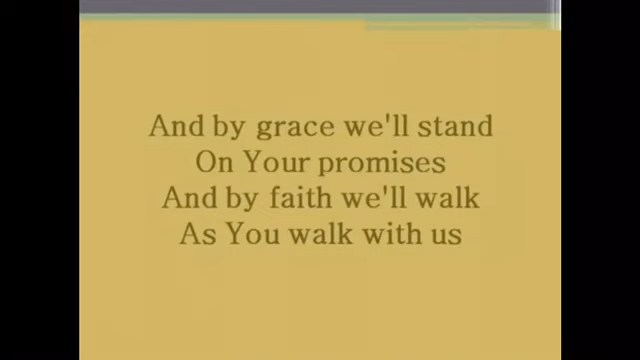 And by grace we'll stand
On Your promises
And by faith we'll walk
As You walk with us